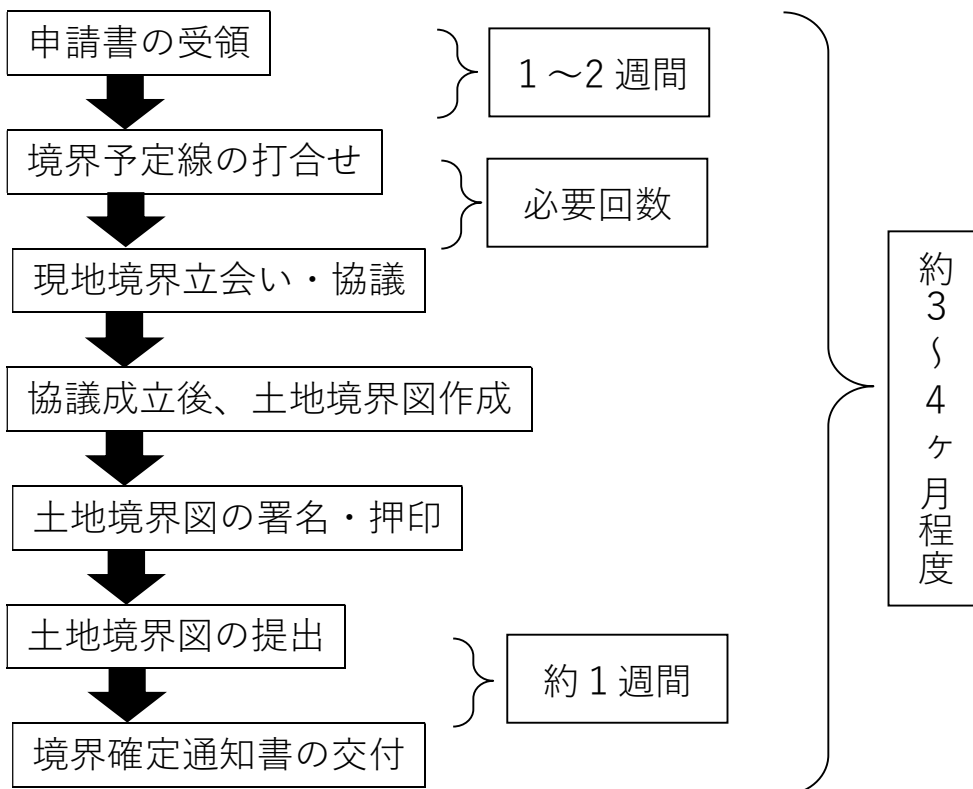 申請書の受領
1～2 週間
境界予定線の打合せ
必要回数
現地境界立会い・協議
協議成立後、土地境界図作成
土地境界図の署名・押印
土地境界図の提出
約 1 週間
境界確定通知書の交付
約3～4ヶ月程度